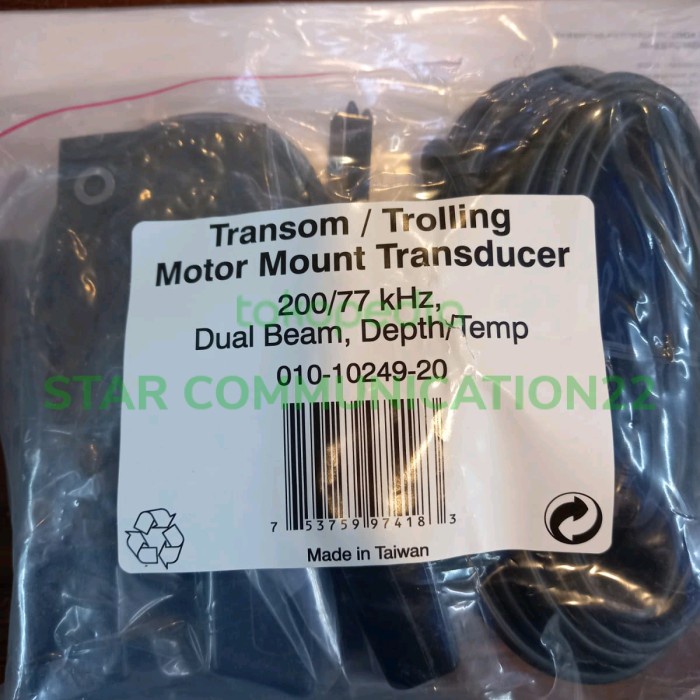 Transom / Trolling
Motor Mount Transducer
200/77 kHz,
tokopedia
Dual Beam, Depth/Temp
010-10249-20
STAR COMMUNICATION22
7 53759 97418 3
Made in Taiwan